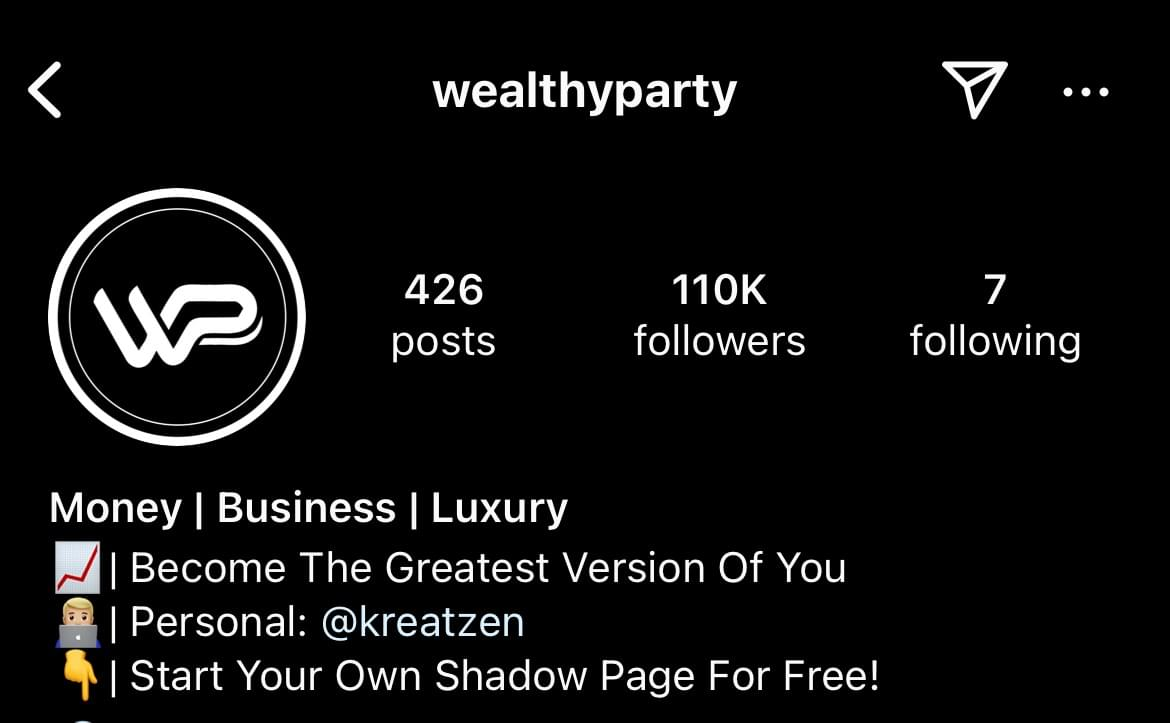 wealthyparty
WP
426 110K 7
posts followers following
Money | Business | Luxury
📈| Become The Greatest Version Of You
👨🏼‍💻| Personal: @kreatzen
👇| Start Your Own Shadow Page For Free!